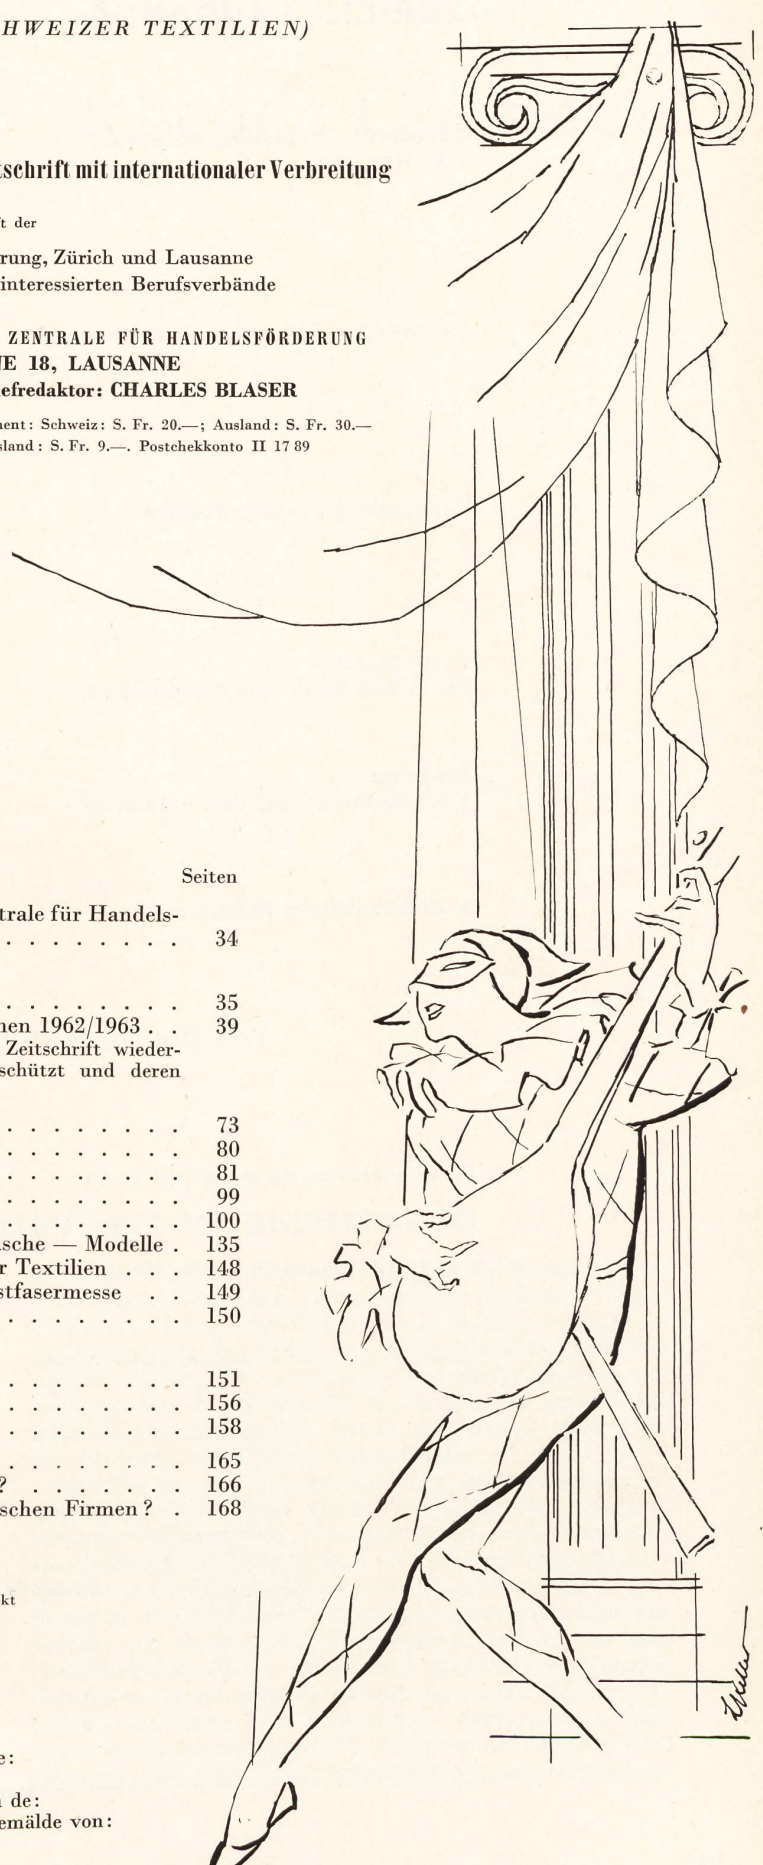 HWEIZER TEXTILIEN)
tschrift mit internationaler Verbreitung
t der
rung, Zürich und Lausanne
interessierten Berufsverbände
ZENTRALE FÜR HANDELSFÖRDERUNG
E 18, LAUSANNE
efredaktor: CHARLES BLASER
ent: Schweiz: S. Fr. 20.—; Ausland: S. Fr. 30.—
sland: S. Fr. 9.—. Postchekkonto II 17 89
Seiten
trale für Handels-
. . . . . . . . 34
. . . . . . . . 35
nen 1962/1963 . . 39
Zeitschrift wieder-
schützt und deren
. . . . . . . . 73
. . . . . . . . 80
. . . . . . . . 81
. . . . . . . . 99
. . . . . . . . 100
ische — Modelle . 135
r Textilien . . . 148
stfasermesse . . 149
. . . . . . . . 150
. . . . . . . . 151
. . . . . . . . 156
. . . . . . . . 158
. . . . . . . . 165
? . . . . . . . 166
schen Firmen ? . 168
kt
e:
de:
emälde von: